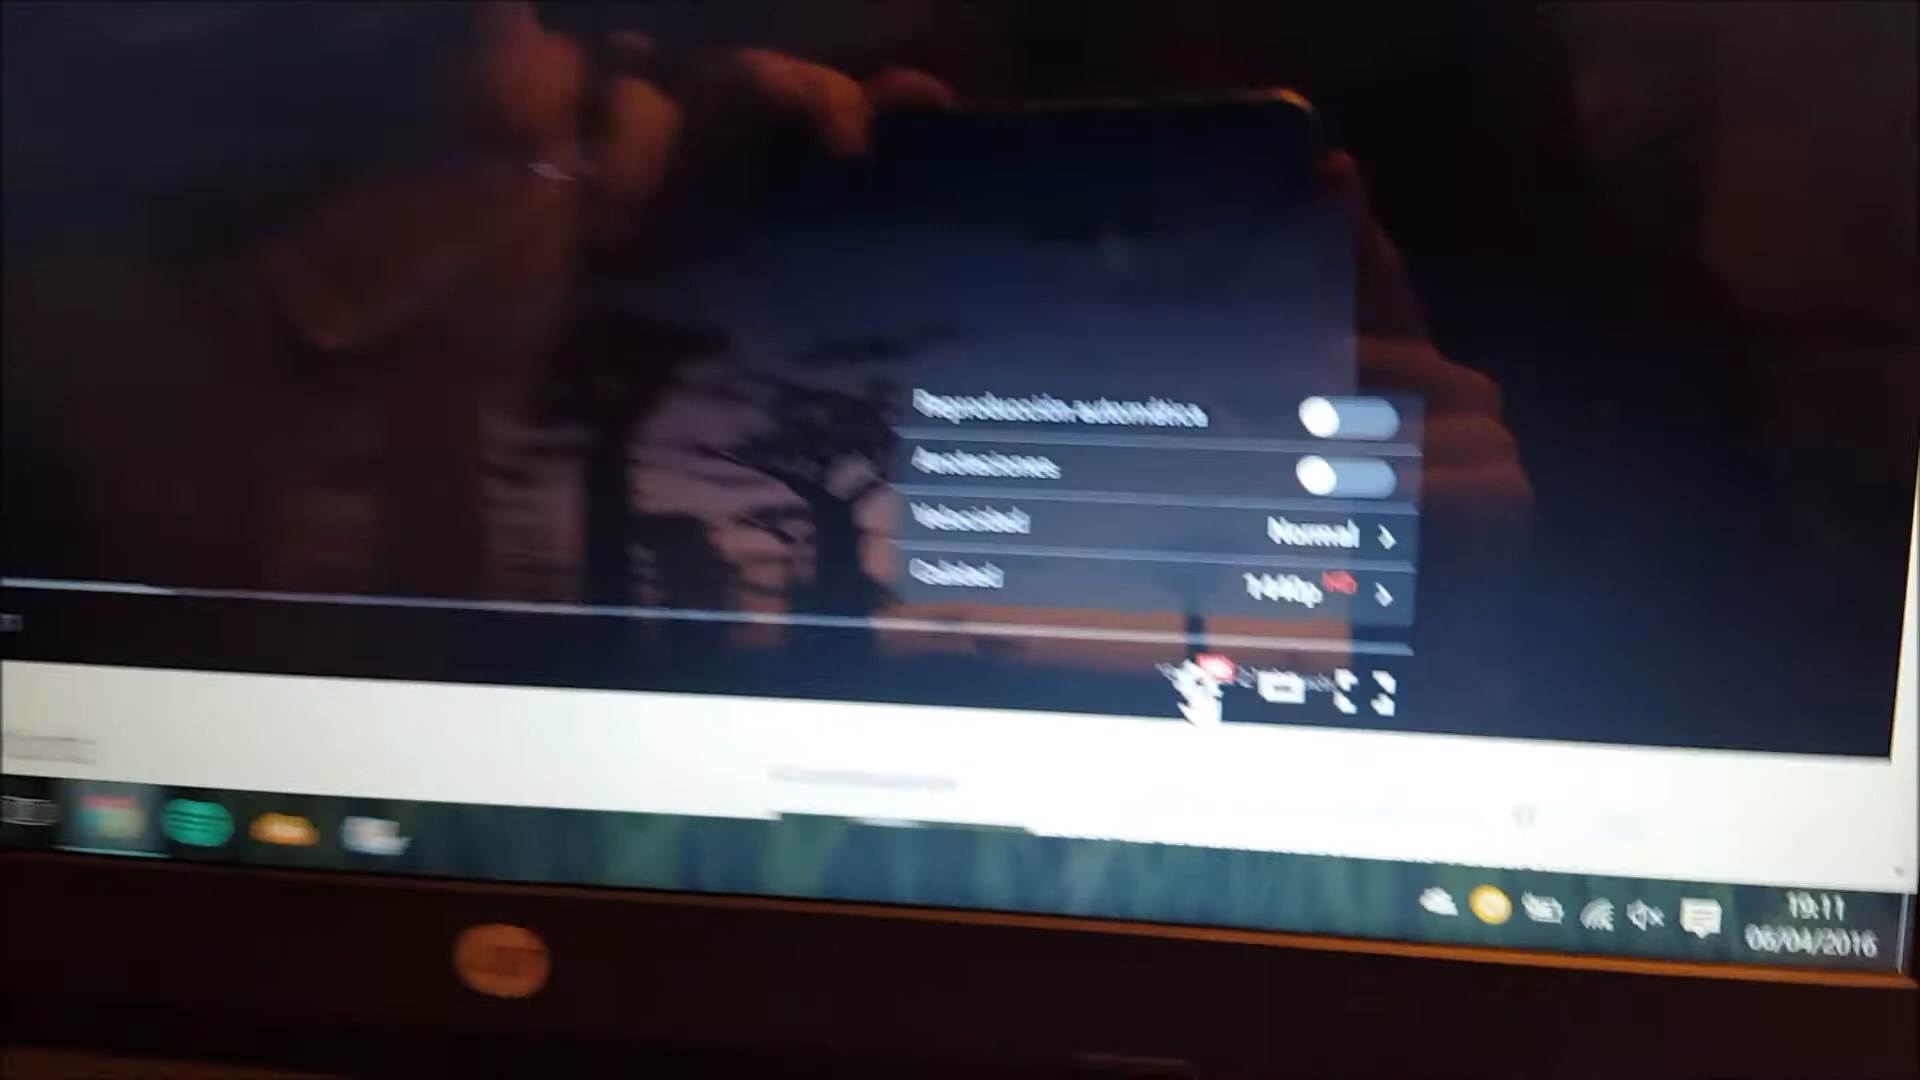 Reproducción automática
Anotaciones
Velocidad
Normal
Calidad
1440p HD
19:11
06/04/2016